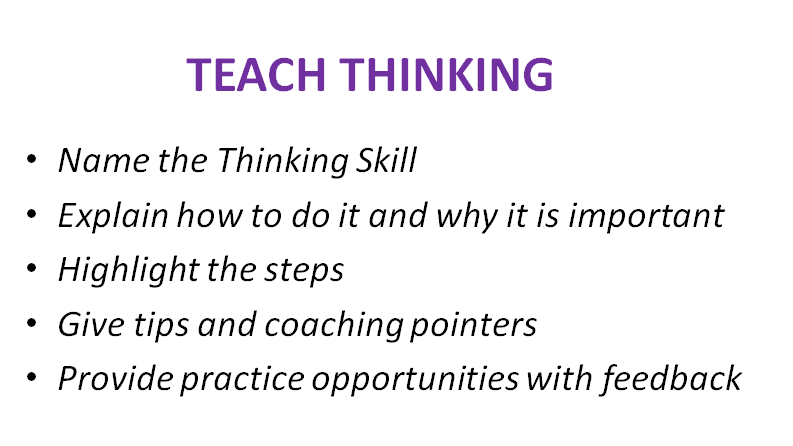 TEACH THINKING
• Name the Thinking Skill
• Explain how to do it and why it is important
• Highlight the steps
• Give tips and coaching pointers
• Provide practice opportunities with feedback